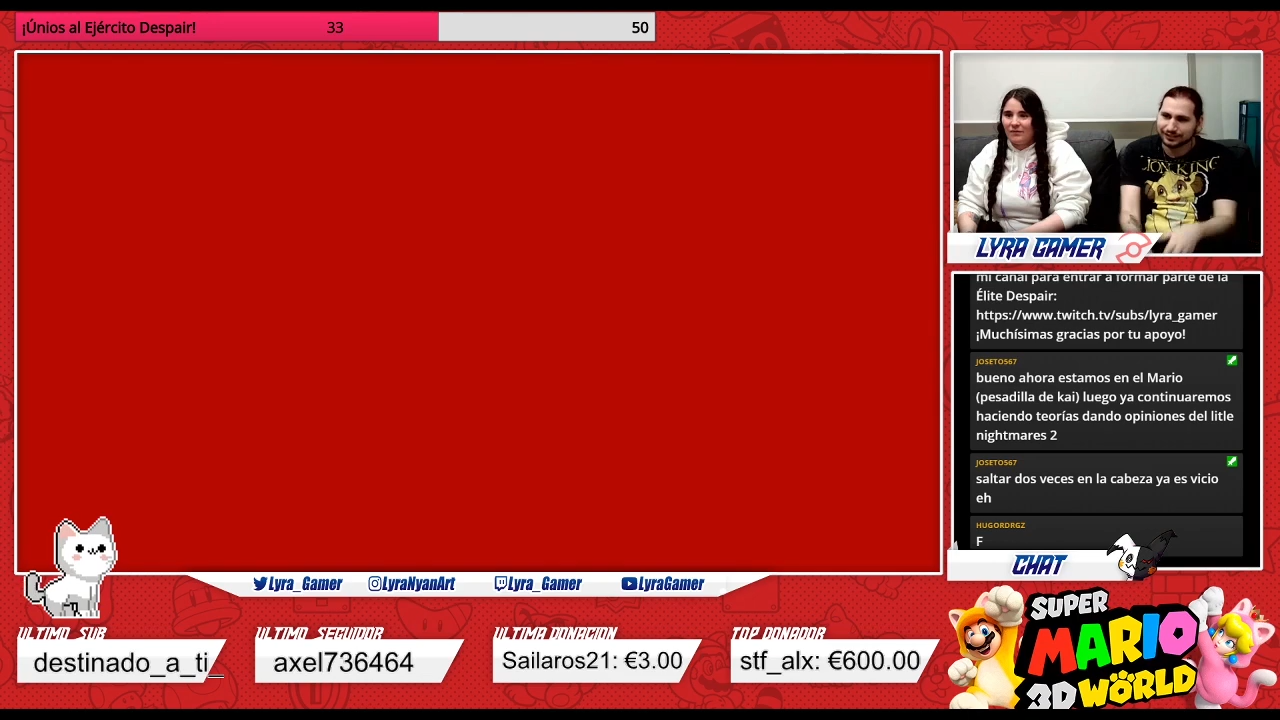 ¡Únios al Ejército Despair! 33 50
LION KING
LYRA GAMER
mi canal para entrar a formar parte de la
Élite Despair:
https://www.twitch.tv/subs/lyra_gamer
¡Muchísimas gracias por tu apoyo!
JOSETO567
bueno ahora estamos en el Mario
(pesadilla de kai) luego ya continuaremos
haciendo teorías dando opiniones del litle
nightmares 2
JOSETO567
saltar dos veces en la cabeza ya es vicio
eh
HUGORDRGZ
F
CHAT
Lyra_Gamer LyraNyanArt Lyra_Gamer LyraGamer
ULTIMO SUB
destinado_a_ti_
ULTIMO SEGUIDOR
axel736464
ULTIMA DONACION
Sailaros21: €3.00
TOP DONADOR
stf_alx: €600.00
SUPER
MARIO
3D WORLD